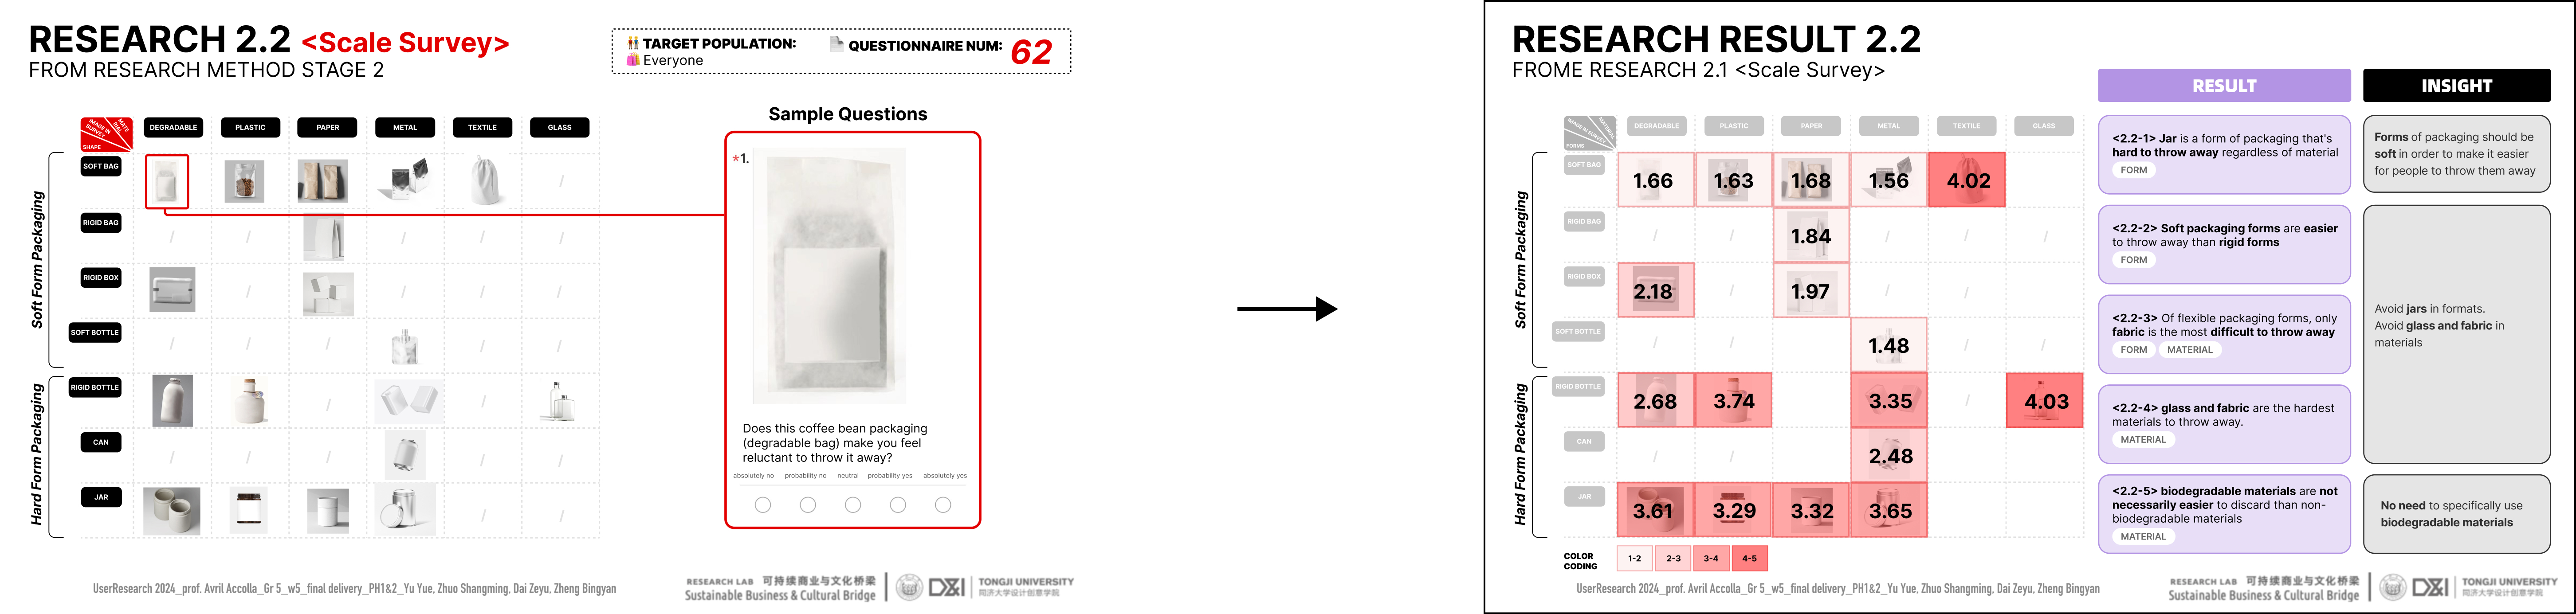 RESEARCH 2.2 <Scale Survey>
FROM RESEARCH METHOD STAGE 2
TARGET POPULATION:
Everyone
QUESTIONNAIRE NUM: 62
IMAGE IN SURVEY
MATERIAL
SHAPE
DEGRADABLE
PLASTIC
PAPER
METAL
TEXTILE
GLASS
Soft Form Packaging
SOFT BAG
/
RIGID BAG
/ / / / /
RIGID BOX
/ / / /
SOFT BOTTLE
/ / / / /
RIGID BOTTLE
/
CAN
/ / / /
JAR
/ /
Hard Form Packaging
Sample Questions
*1.
Does this coffee bean packaging
(degradable bag) make you feel
reluctant to throw it away?
absolutely no probability no neutral probability yes absolutely yes
UserResearch 2024_prof. Avril Accolla_Gr 5_w5_final delivery_PH1&2_Yu Yue, Zhuo Shangming, Dai Zeyu, Zheng Bingyan
RESEARCH LAB 可持续商业与文化桥梁
Sustainable Business & Cultural Bridge
D&I
TONGJI UNIVERSITY
同济大学设计创意学院
RESEARCH RESULT 2.2
FROME RESEARCH 2.1 <Scale Survey>
IMAGE IN SURVEY
MATERIAL
FORMS
DEGRADABLE
PLASTIC
PAPER
METAL
TEXTILE
GLASS
Soft Form Packaging
SOFT BAG
1.66 1.63 1.68 1.56 4.02
RIGID BAG
/ / 1.84 / / /
RIGID BOX
2.18 / 1.97 / / /
SOFT BOTTLE
/ / 1.48 / /
RIGID BOTTLE
2.68 3.74 3.35 / 4.03
CAN
/ / 2.48
JAR
3.61 3.29 3.32 3.65
Hard Form Packaging
COLOR
CODING
1-2 2-3 3-4 4-5
RESULT
<2.2-1> Jar is a form of packaging that's
hard to throw away regardless of material
FORM
<2.2-2> Soft packaging forms are easier
to throw away than rigid forms
FORM
<2.2-3> Of flexible packaging forms, only
fabric is the most difficult to throw away
FORM MATERIAL
<2.2-4> glass and fabric are the hardest
materials to throw away.
MATERIAL
<2.2-5> biodegradable materials are not
necessarily easier to discard than non-
biodegradable materials
MATERIAL
INSIGHT
Forms of packaging should be
soft in order to make it easier
for people to throw them away
Avoid jars in formats.
Avoid glass and fabric in
materials
No need to specifically use
biodegradable materials
UserResearch 2024_prof. Avril Accolla_Gr 5_w5_final delivery_PH1&2_Yu Yue, Zhuo Shangming, Dai Zeyu, Zheng Bingyan
RESEARCH LAB 可持续商业与文化桥梁
Sustainable Business & Cultural Bridge
D&I
TONGJI UNIVERSITY
同济大学设计创意学院